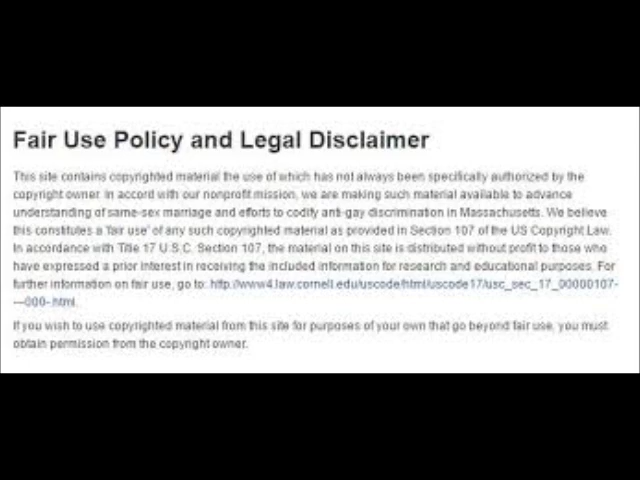 Fair Use Policy and Legal Disclaimer
This site contains copyrighted material the use of which has not always been specifically authorized by the
copyright owner. In accord with our nonprofit mission, we are making such material available to advance
understanding of same-sex marriage and efforts to codify anti-gay discrimination in Massachusetts. We believe
this constitutes a 'fair use' of any such copyrighted material as provided in Section 107 of the US Copyright Law.
In accordance with Title 17 U.S.C. Section 107, the material on this site is distributed without profit to those who
have expressed a prior interest in receiving the included information for research and educational purposes. For
further information on fair use, go to: http://www4.law.cornell.edu/uscode/html/uscode17/usc_sec_17_00000107-
---000-.html.
If you wish to use copyrighted material from this site for purposes of your own that go beyond fair use, you must
obtain permission from the copyright owner.